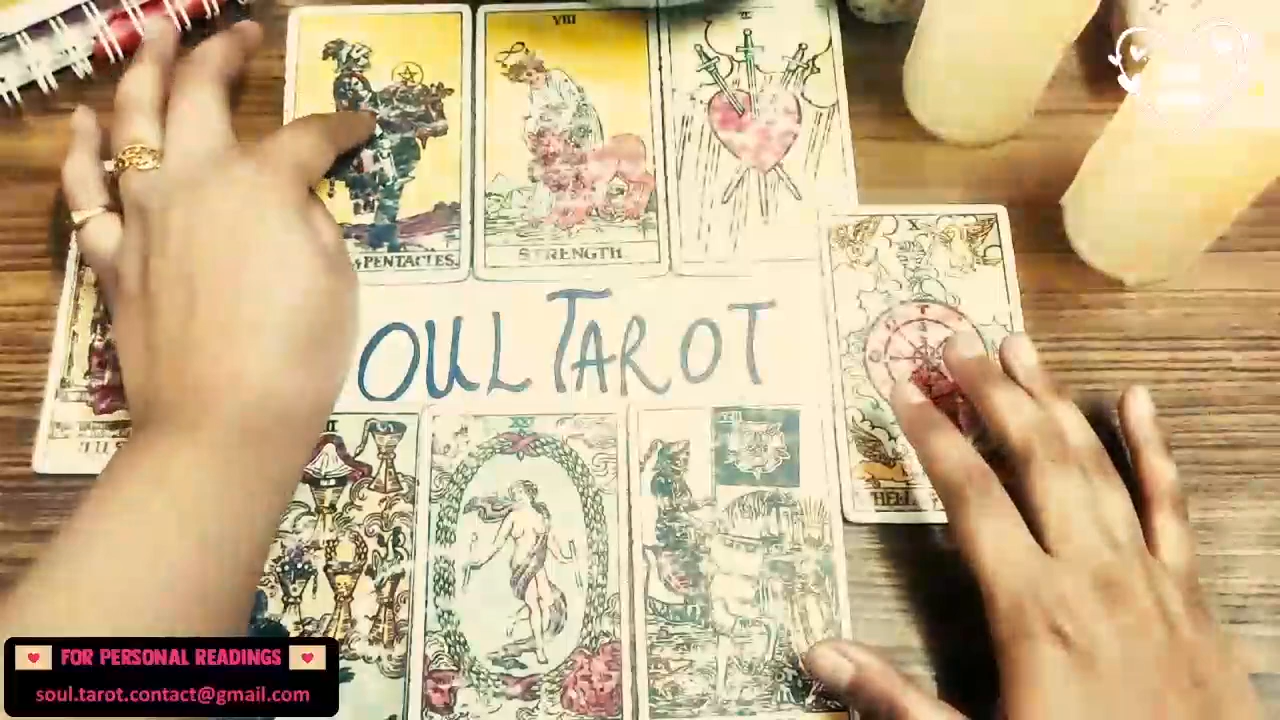 VIII
PENTACLES.
STRENGTH.
X
OUL TAROT
FOR PERSONAL READINGS
soul.tarot.contact@gmail.com